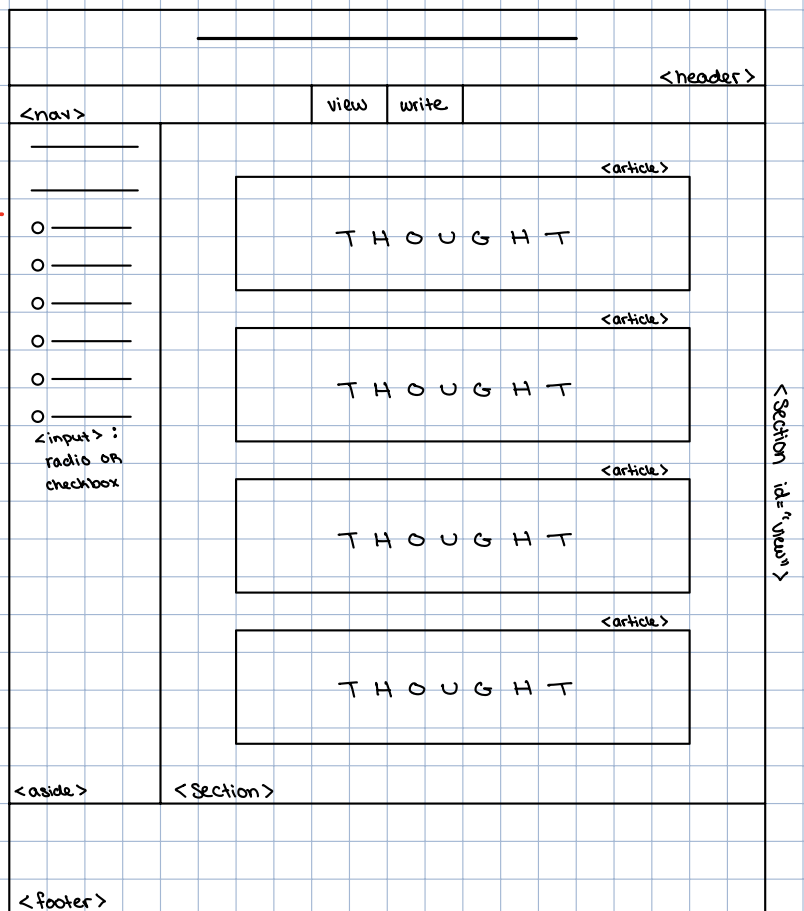 <header>
<nav>
view
write
<article>
THOUGHT
<article>
THOUGHT
<input> :
radio OR
checkbox
<section id="view">
<article>
THOUGHT
<article>
THOUGHT
<aside>
<section>
<footer>